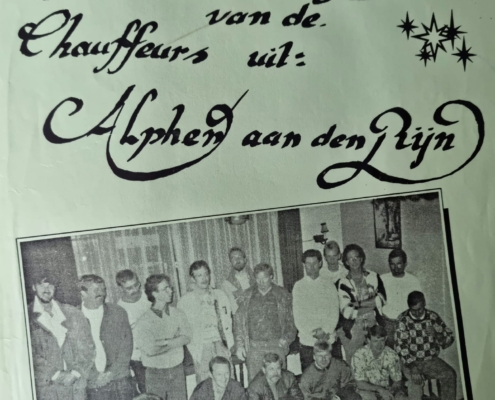 van de.
Chauffeurs uit:
Alphen aan den Rijn